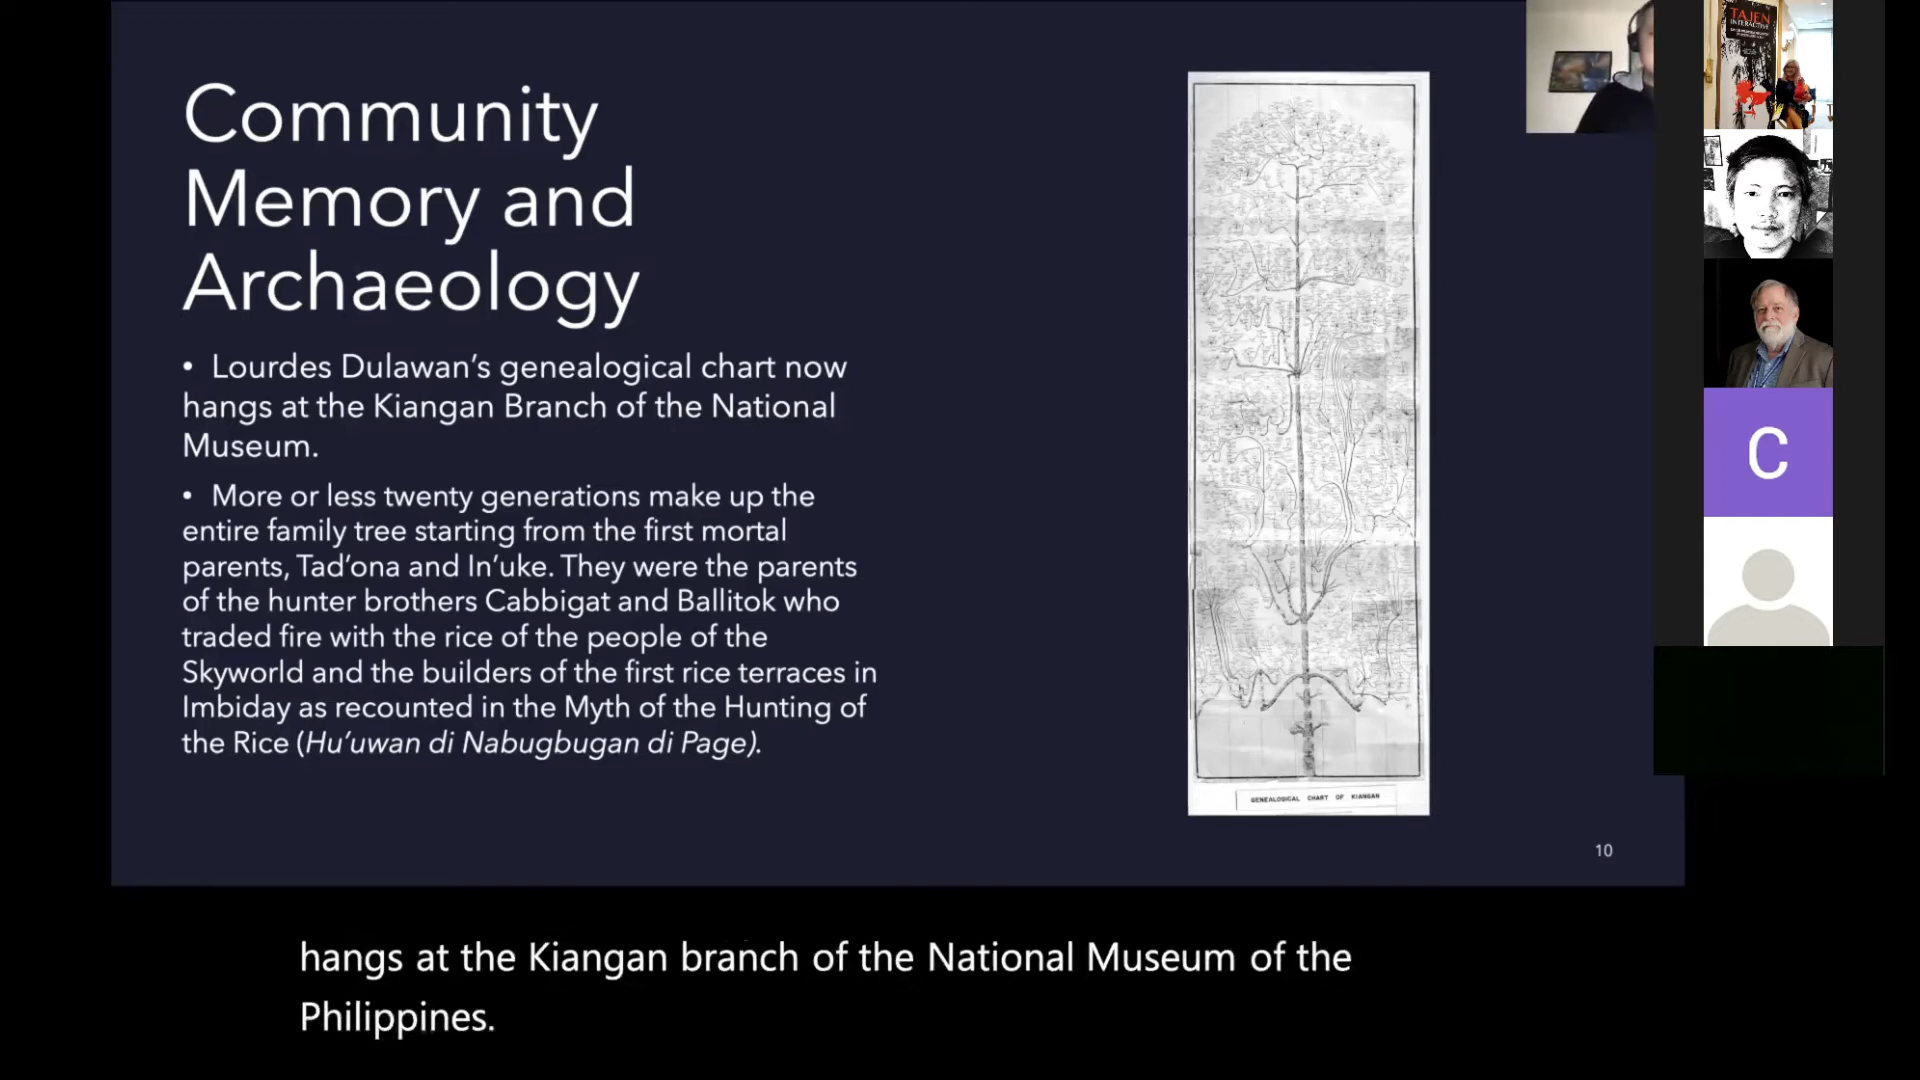 Community
Memory and
Archaeology
• Lourdes Dulawan’s genealogical chart now
hangs at the Kiangan Branch of the National
Museum.
• More or less twenty generations make up the
entire family tree starting from the first mortal
parents, Tad’ona and In’uke. They were the parents
of the hunter brothers Cabbigat and Ballitok who
traded fire with the rice of the people of the
Skyworld and the builders of the first rice terraces in
Imbiday as recounted in the Myth of the Hunting of
the Rice (Hu’uwan di Nabugbugan di Page).
GENEALOGICAL CHART OF KIANGAN
10
TAJEN
INTERACTIVE
C
hangs at the Kiangan branch of the National Museum of the
Philippines.